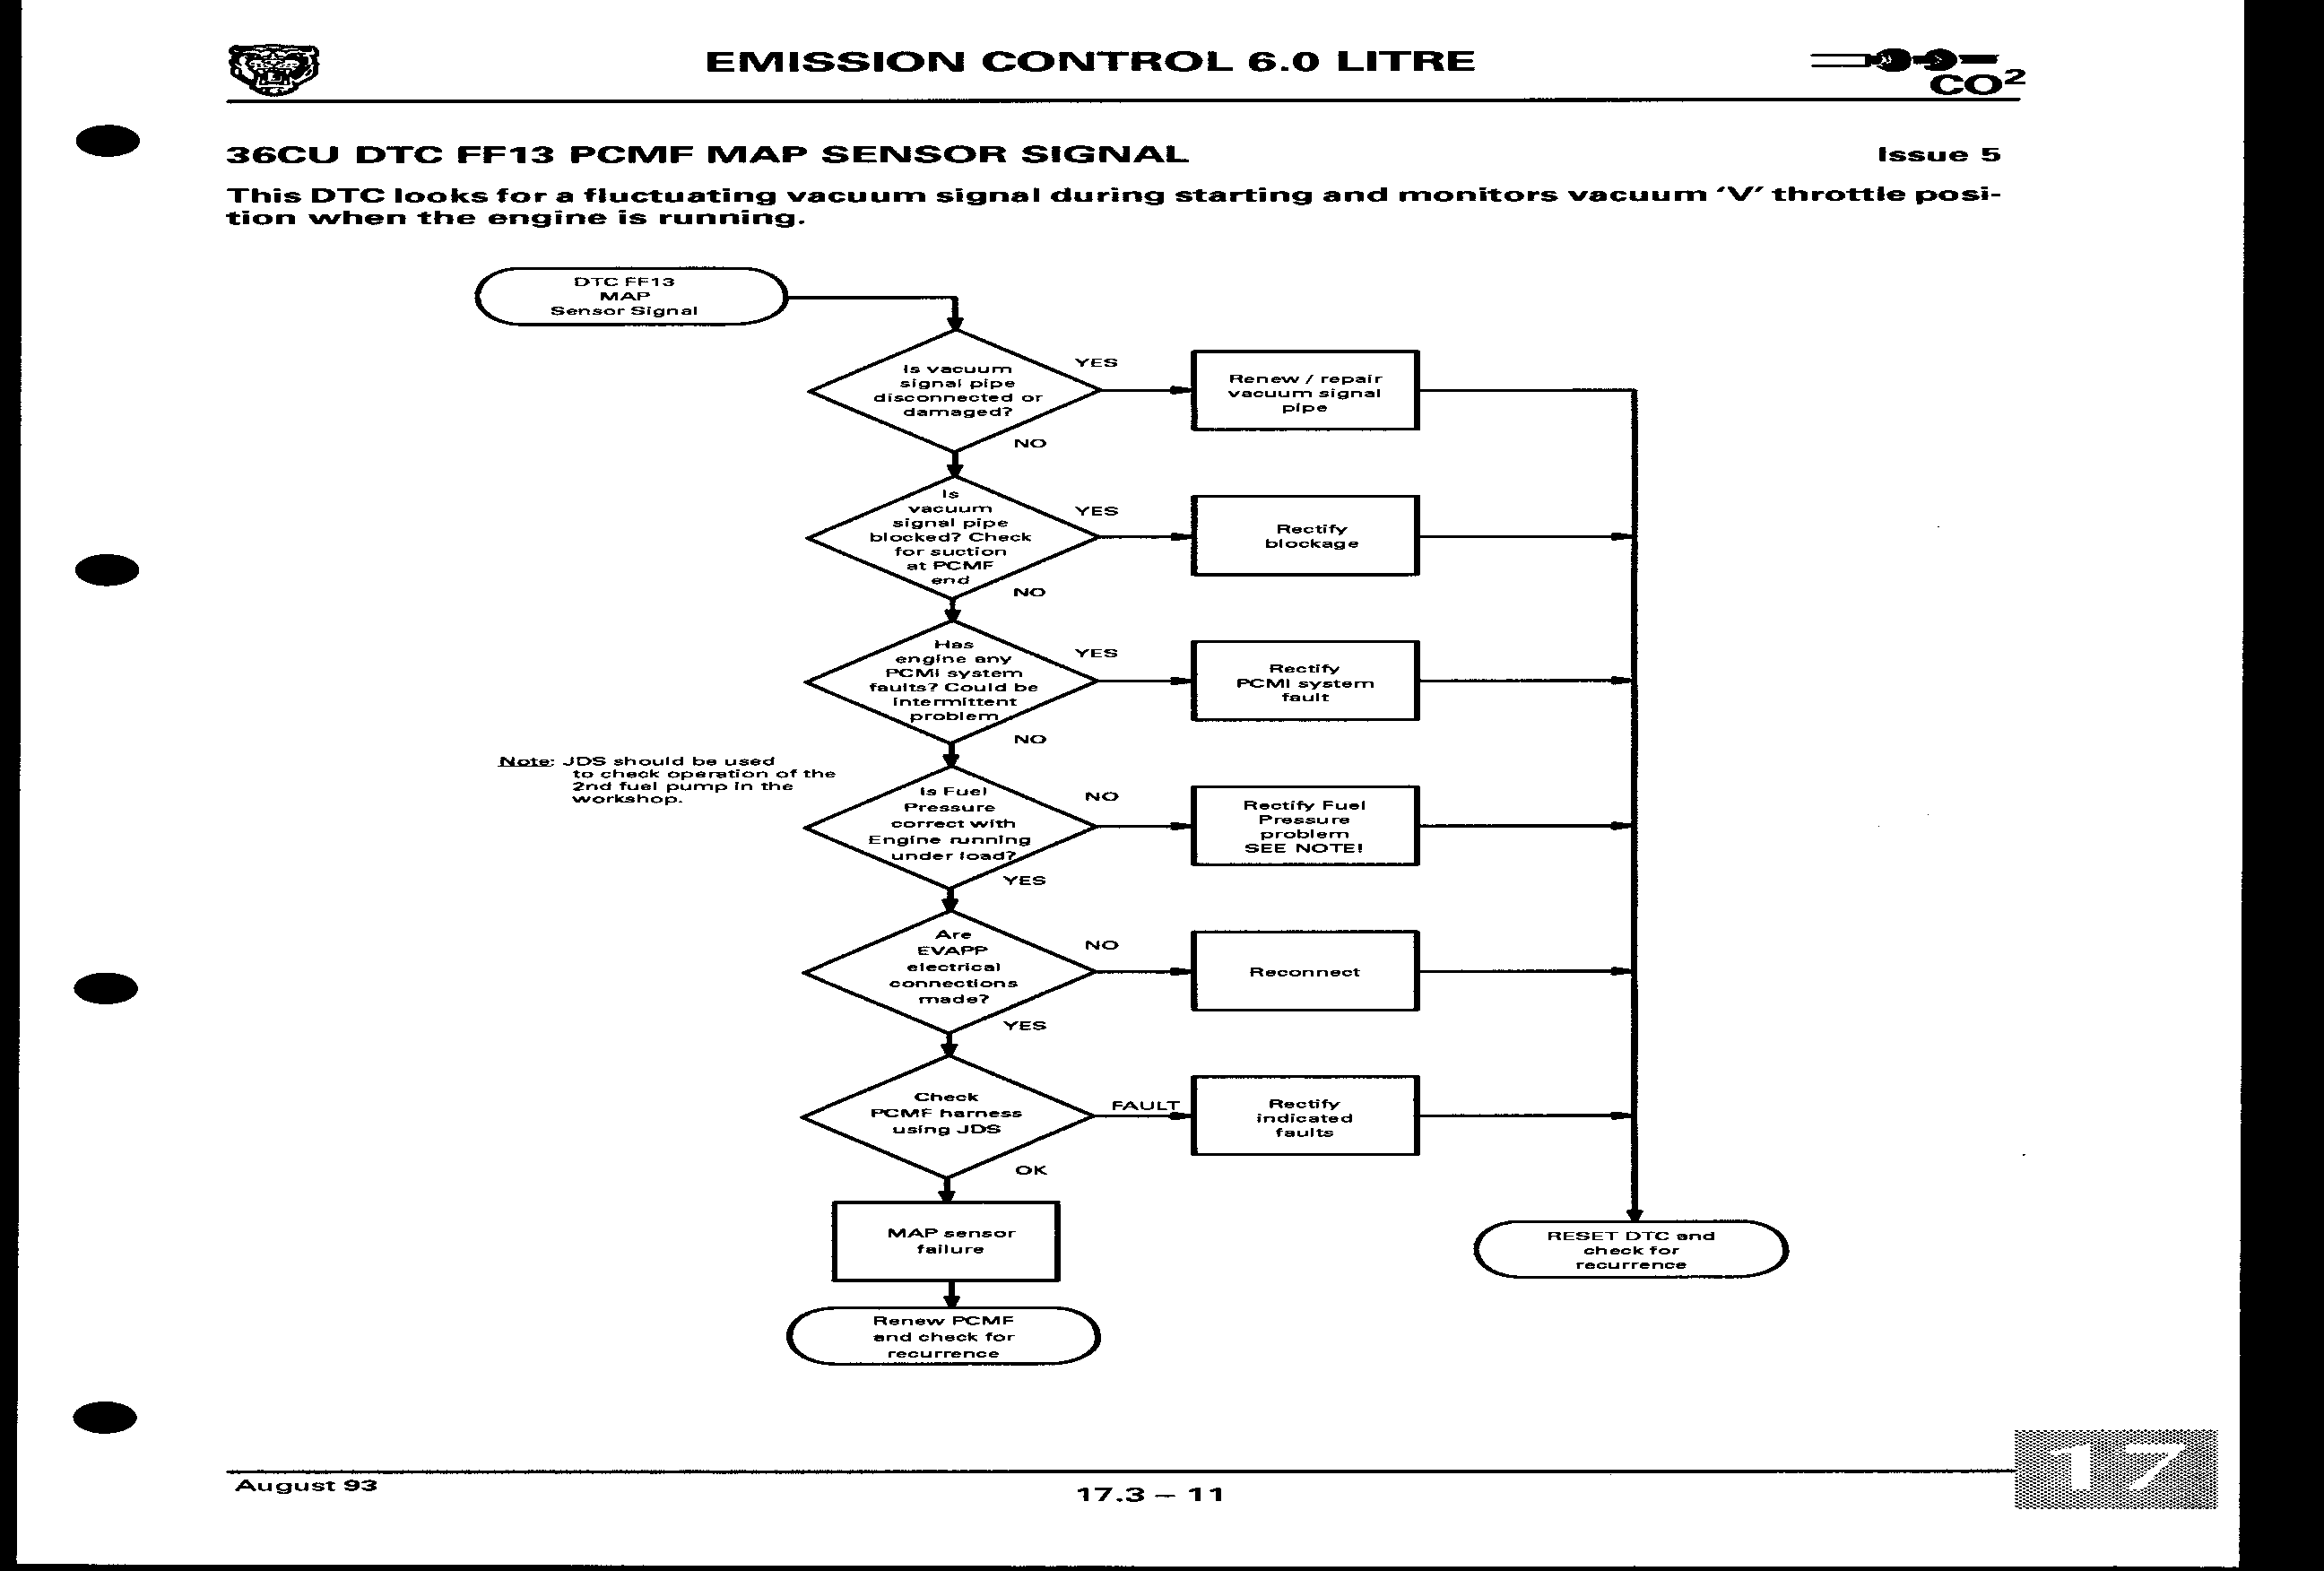 EMISSION CONTROL 6.0 LITRE
CO2
36CU DTC FF13 PCMF MAP SENSOR SIGNAL
Issue 5
This DTC looks for a fluctuating vacuum signal during starting and monitors vacuum ‘V’ throttle posi-
tion when the engine is running.
DTC FF13
MAP
Sensor Signal
Is vacuum
signal pipe
disconnected or
damaged?
YES
Renew / repair
vacuum signal
pipe
NO
Is
vacuum
signal pipe
blocked? Check
for suction
at PCMF
end
YES
Rectify
blockage
NO
Has
engine any
PCMI system
faults? Could be
intermittent
problem
YES
Rectify
PCMI system
fault
NO
Note: JDS should be used
to check operation of the
2nd fuel pump in the
workshop.
Is Fuel
Pressure
correct with
Engine running
under load?
NO
Rectify Fuel
Pressure
problem
SEE NOTE!
YES
Are
EVAPP
electrical
connections
made?
NO
Reconnect
YES
Check
PCMF harness
using JDS
FAULT
Rectify
indicated
faults
OK
MAP sensor
failure
RESET DTC and
check for
recurrence
Renew PCMF
and check for
recurrence
August 93
17.3 – 11
17